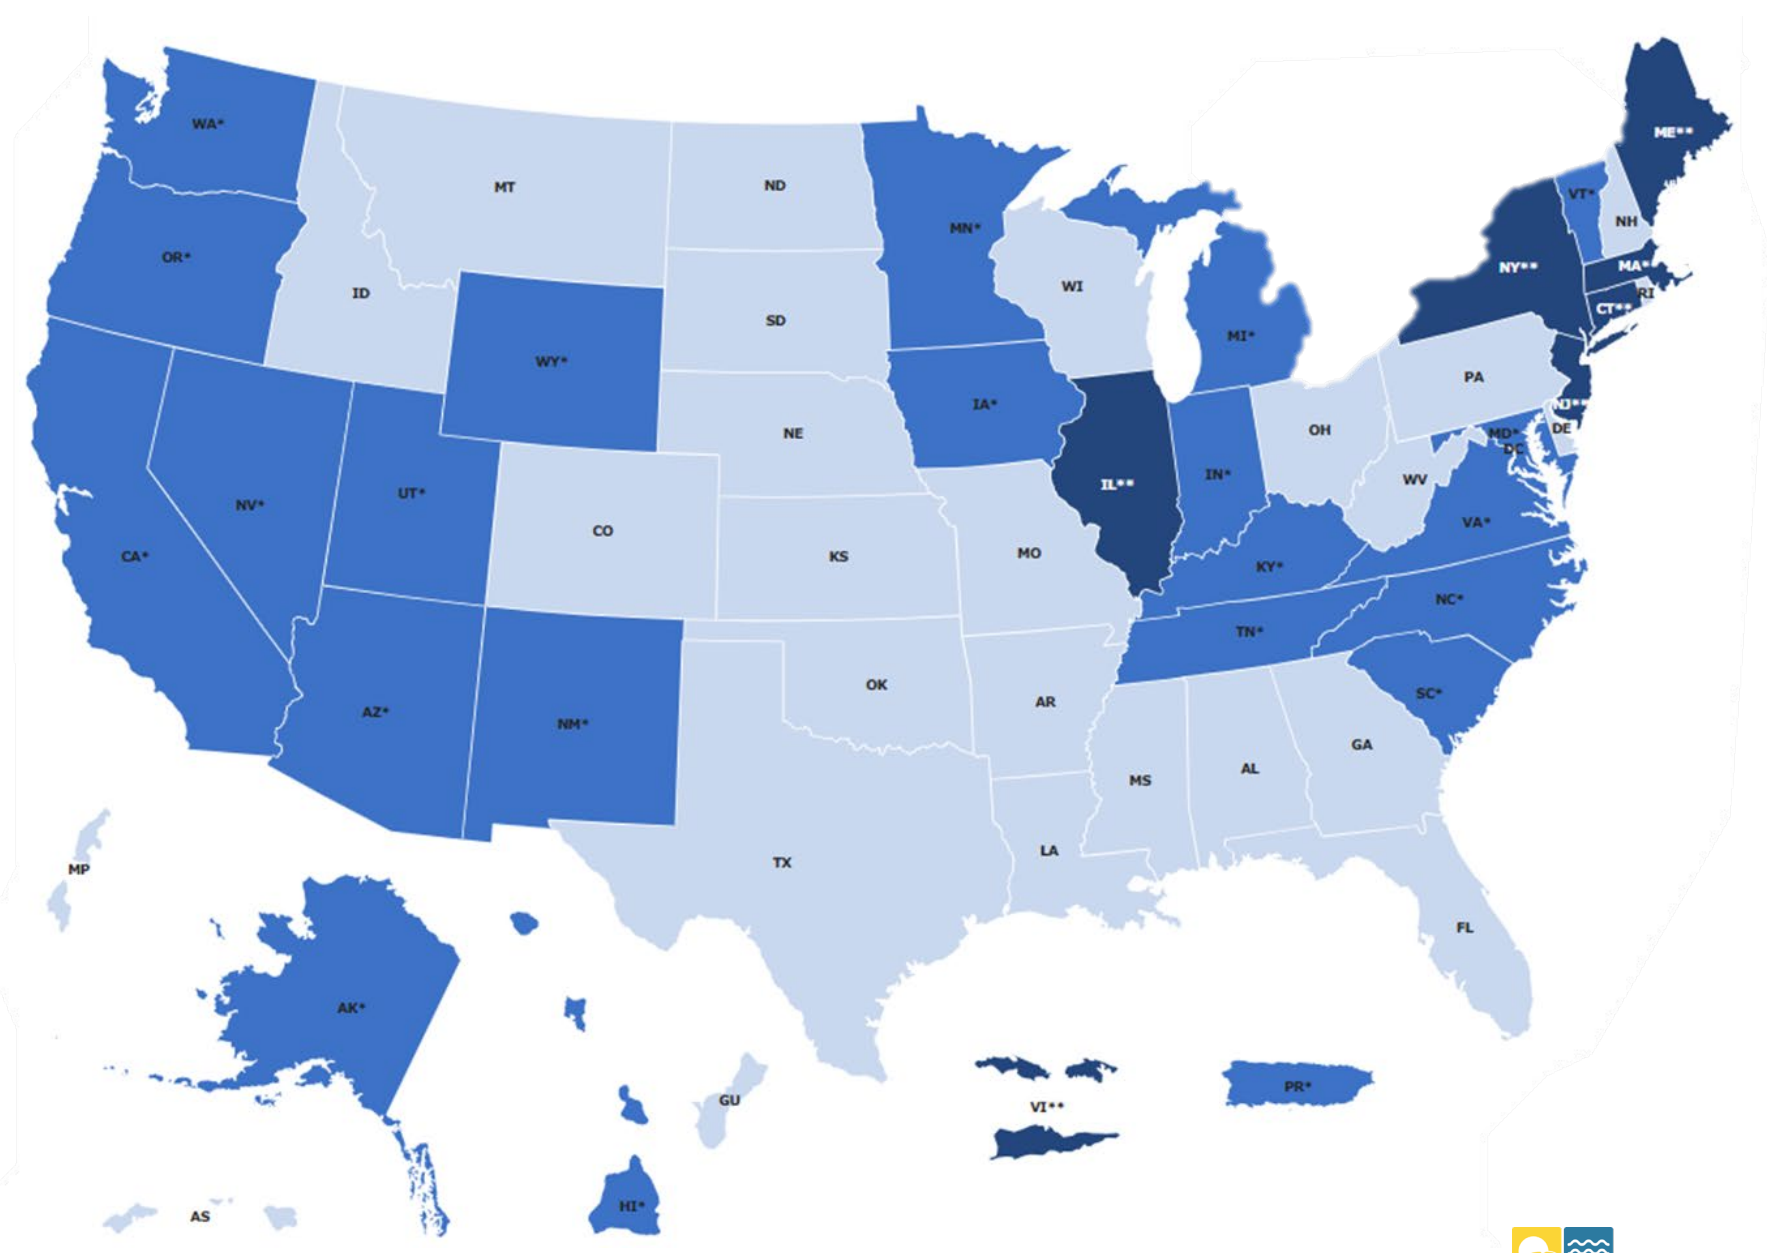 ME**
WA*
MT
ND
VT*
NH
MN*
OR*
NY**
MA*
WI
ID
RI
CT**
SD
MI*
WY*
PA
IA*
NJ**
DE
NE
OH
MD*
DC
IN*
WV
IL**
UT*
NV*
VA*
CO
MO
KS
CA*
KY*
NC*
TN*
OK
SC*
AR
AZ*
NM*
GA
AL
MS
LA
TX
MP
FL
AK*
PR*
GU
VI**
HI*
AS